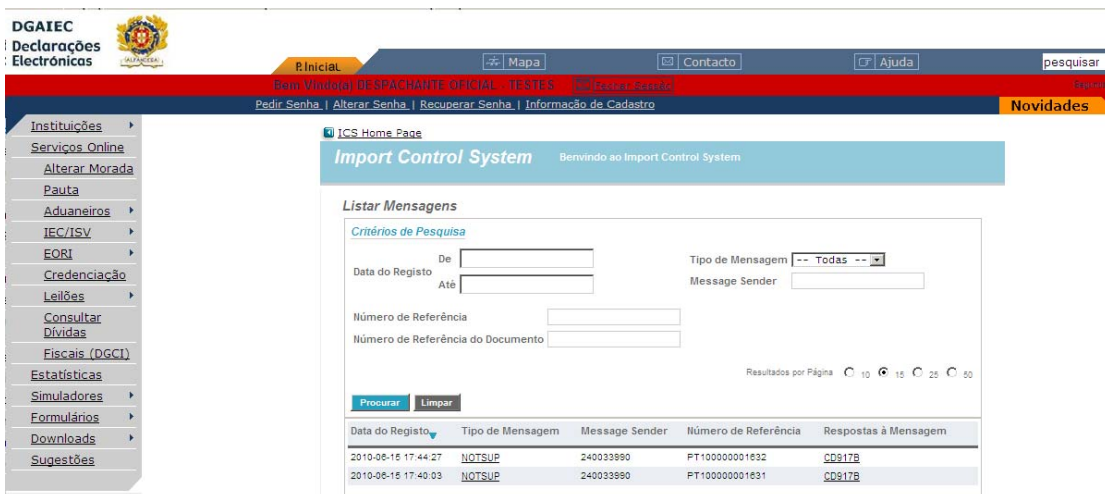 DGAIEC
Declarações
Electrónicas
ALFANDEGA
P.Inicial
Mapa
Contacto
Ajuda
pesquisar
Bem Vindo(a) DESPACHANTE OFICIAL - TESTES
Fechar Sessão
Pedir Senha | Alterar Senha | Recuperar Senha | Informação de Cadastro
Novidades
Instituições
Serviços Online
Alterar Morada
Pauta
Aduaneiros
IEC/ISV
EORI
Credenciação
Leilões
Consultar
Dívidas
Fiscais (DGCI)
Estatísticas
Simuladores
Formulários
Downloads
Sugestões
ICS Home Page
Import Control System Benvindo ao Import Control System
Listar Mensagens
Critérios de Pesquisa
Data do Registo De
Até
Tipo de Mensagem -- Todas --
Message Sender
Número de Referência
Número de Referência do Documento
Resultados por Página 10 15 25 50
Procurar Limpar
Data do Registo Tipo de Mensagem Message Sender Número de Referência Respostas à Mensagem
2010-06-15 17:44:27 NOTSUP 240033990 PT100000001632 CD917B
2010-06-15 17:40:03 NOTSUP 240033990 PT100000001631 CD917B